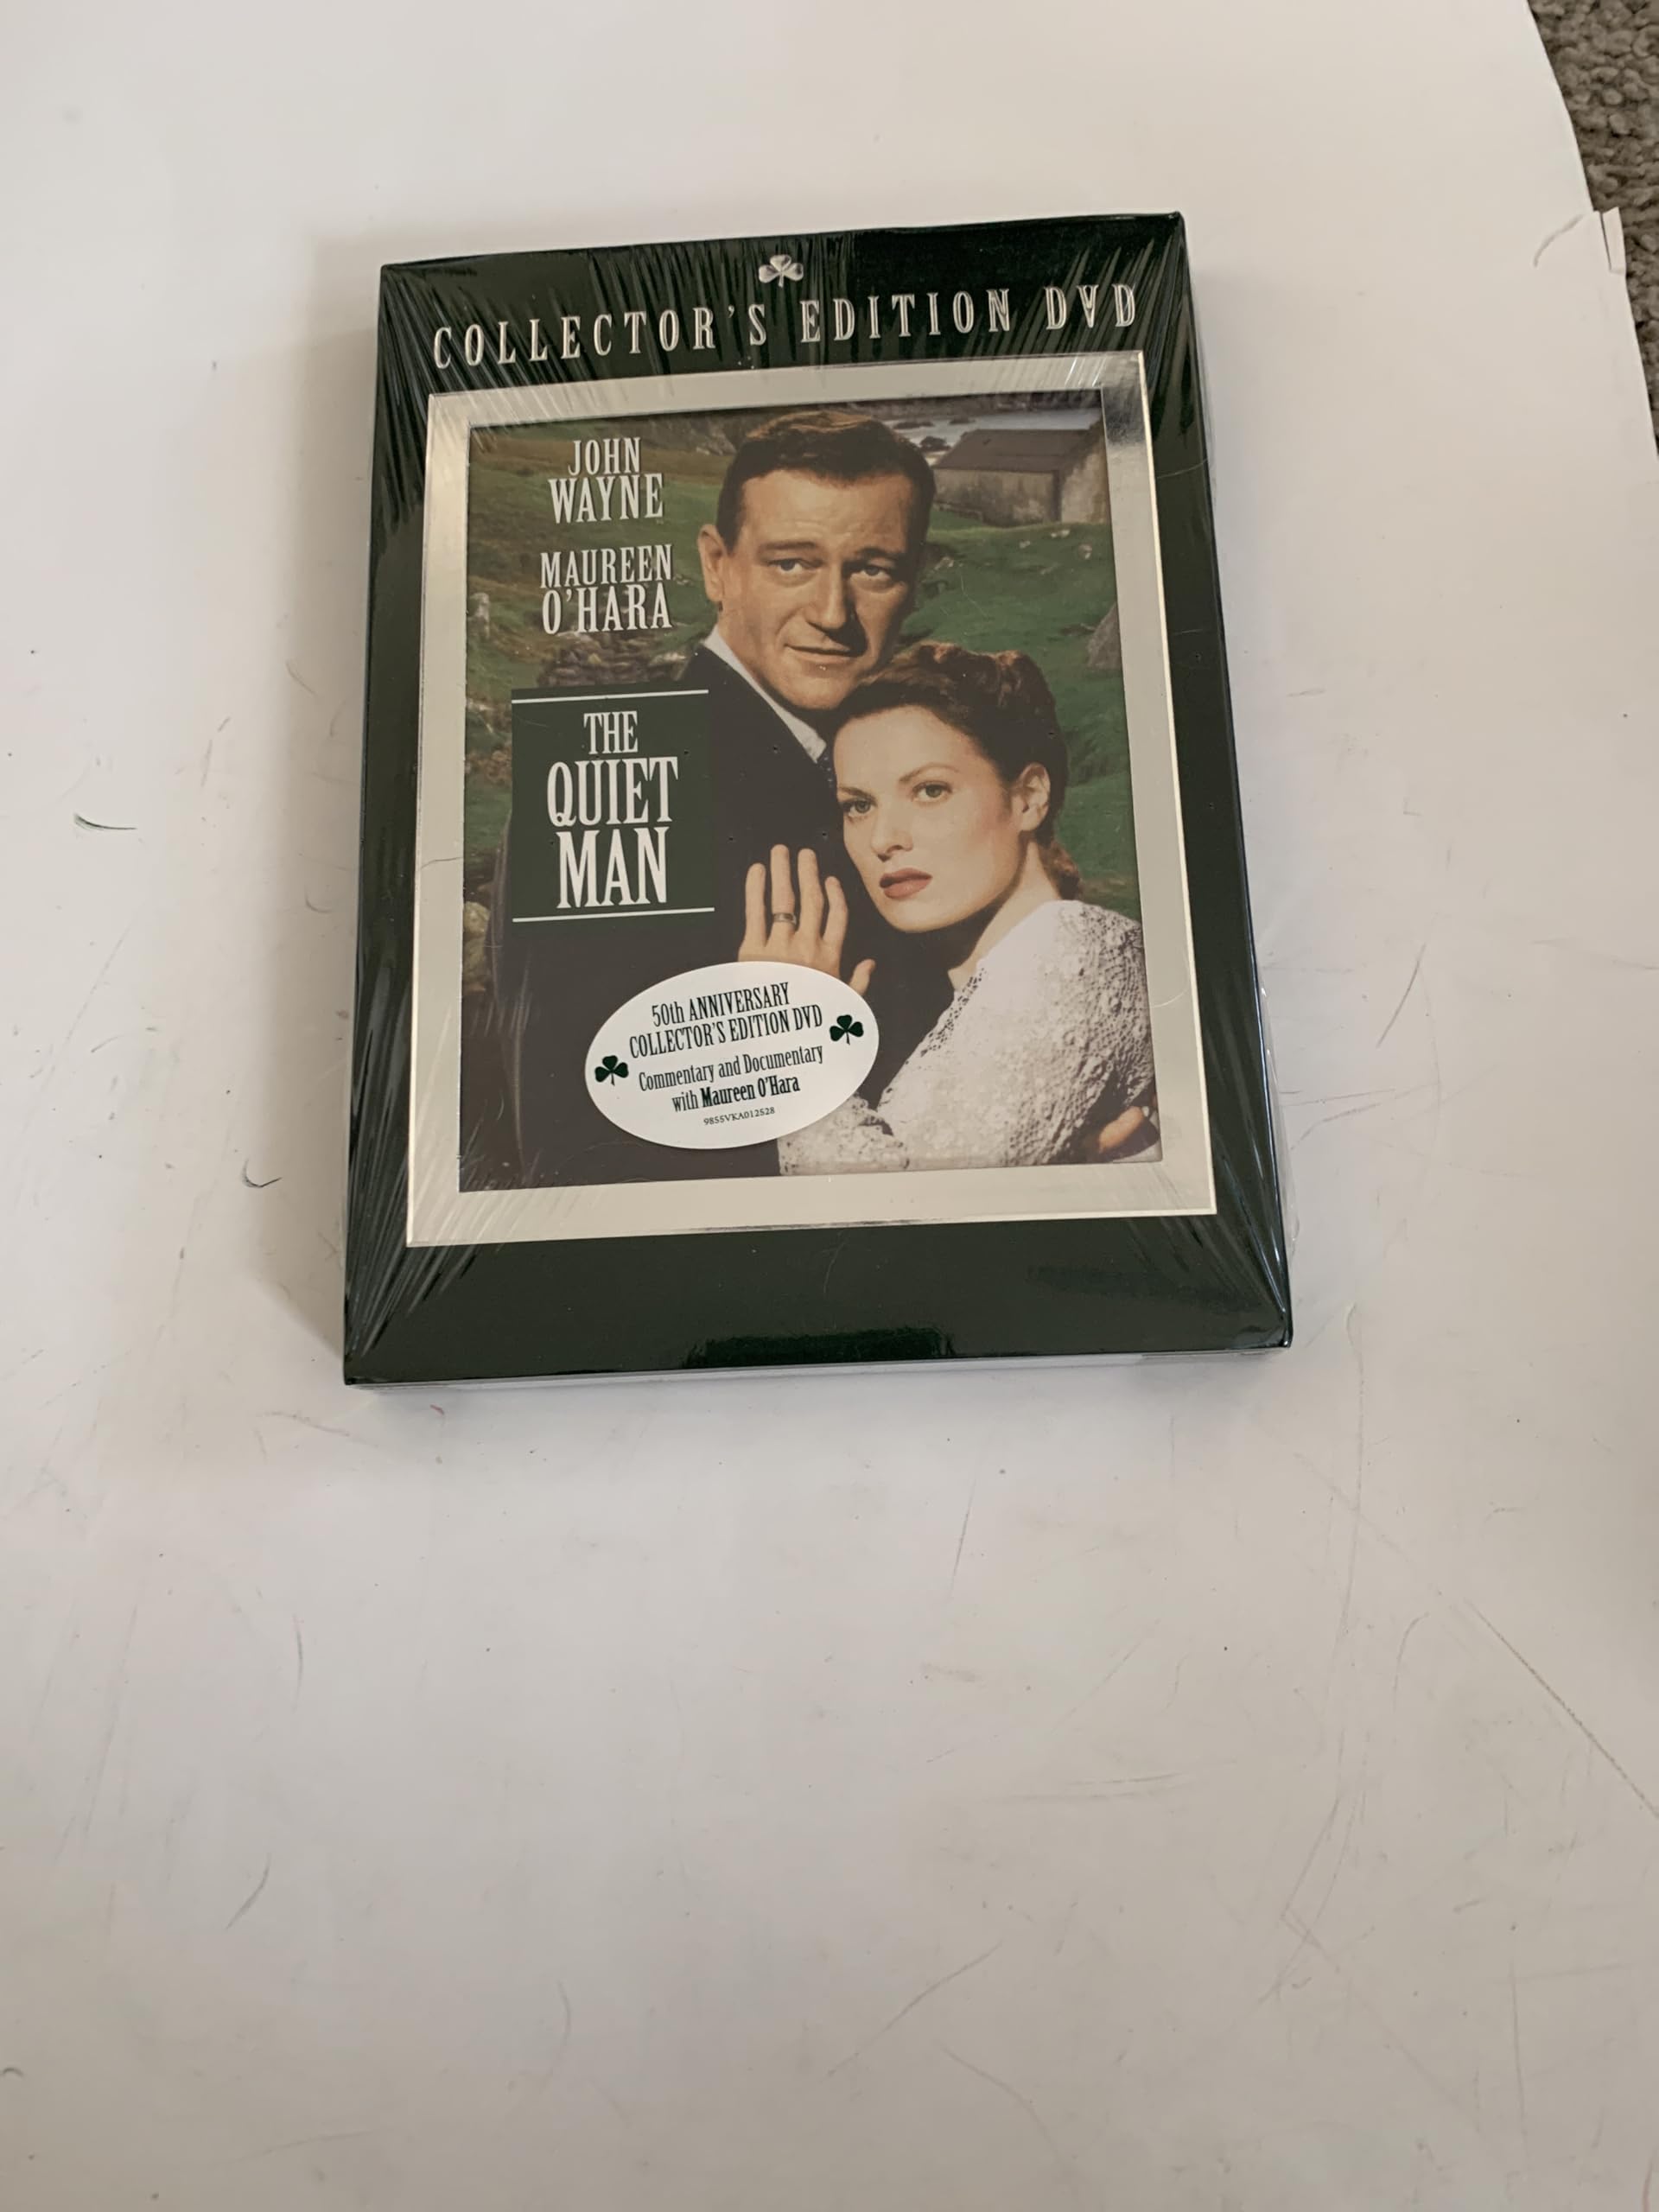 COLLECTOR'S EDITION DVD
JOHN
WAYNE
MAUREEN
O'HARA
THE
QUIET
MAN
50th ANNIVERSARY
COLLECTOR'S EDITION DVD
Commentary and Documentary
with Maureen O'Hara
9855VKA012528